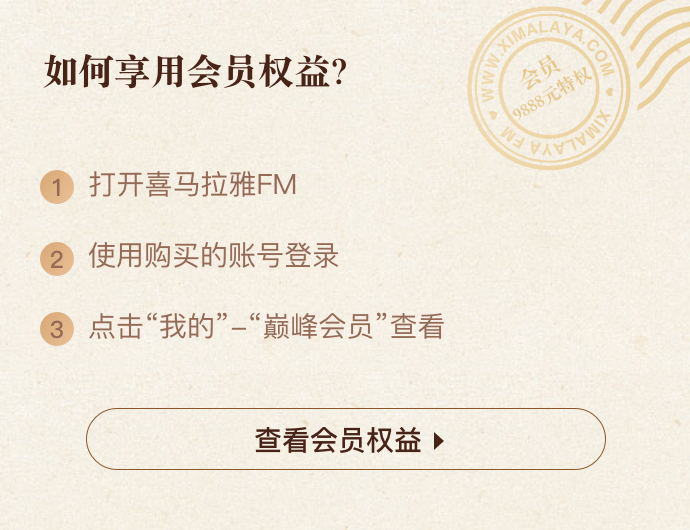 如何享用会员权益?
WWW.XIMALAYA.COM
会员
9888元特权
XIMALAYA FM
1 打开喜马拉雅FM
2 使用购买的账号登录
3 点击“我的”–“巅峰会员”查看
查看会员权益